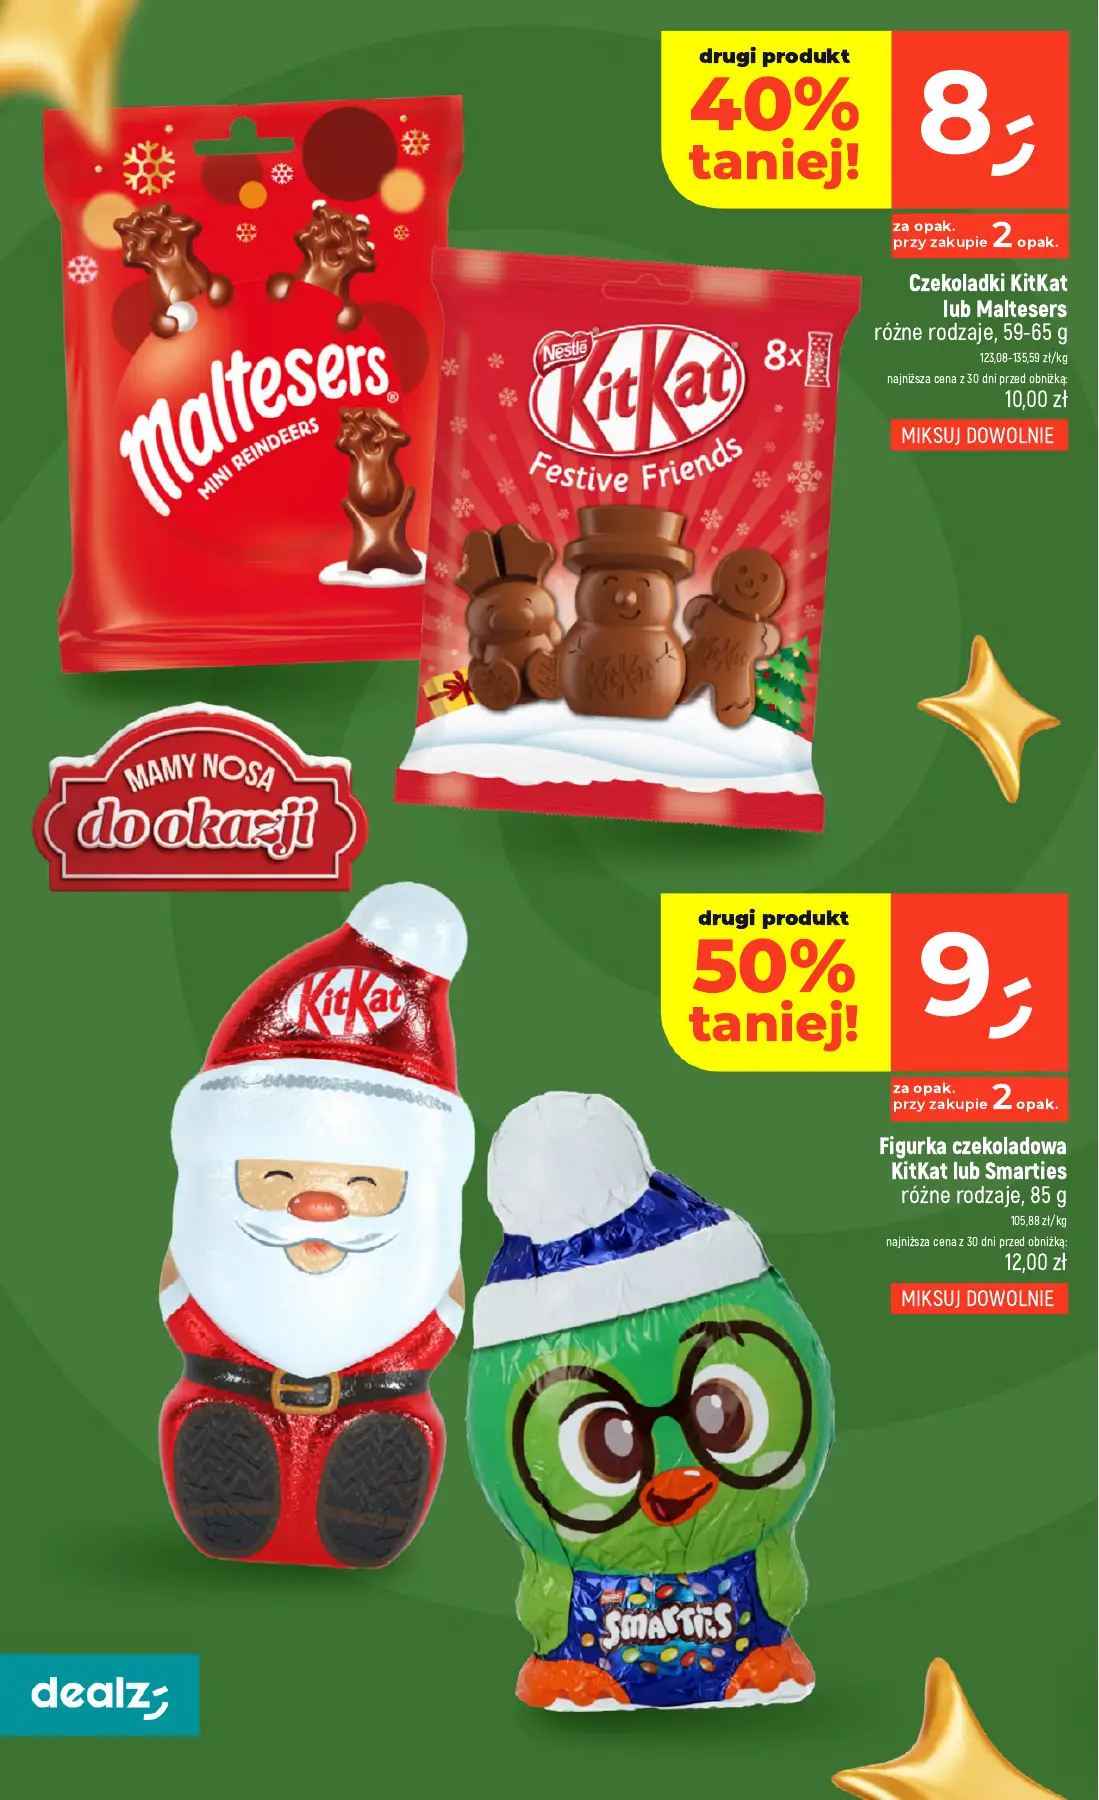 drugi produkt
40%
taniej!
8,-
za opak.
przy zakupie 2 opak.
Czekoladki KitKat
lub Maltesers
różne rodzaje, 59-65 g
123,08-135,59 zł/kg
najniższa cena z 30 dni przed obniżką:
10,00 zł
MIKSUJ DOWOLNIE
maltesers®
MINI REINDEERS
Nestlé
KitKat
8x
Festive Friends
KitKat
KitKat
MAMY NOSA
do okazji
drugi produkt
50%
taniej!
9,-
za opak.
przy zakupie 2 opak.
Figurka czekoladowa
KitKat lub Smarties
różne rodzaje, 85 g
105,88 zł/kg
najniższa cena z 30 dni przed obniżką:
12,00 zł
MIKSUJ DOWOLNIE
KitKat
Nestlé
SMARTIES
dealz